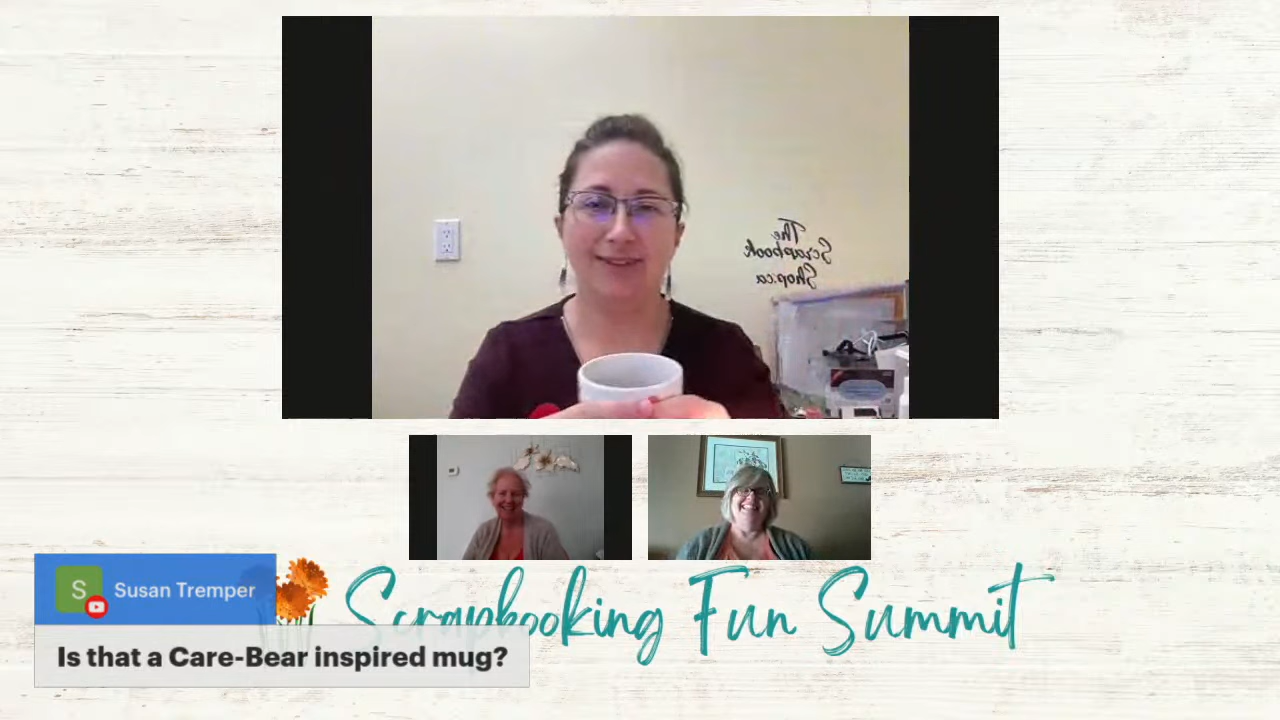 The
Scrapbook
Shop.ca
S
Susan Tremper
Scrapbooking Fun Summit
Is that a Care-Bear inspired mug?